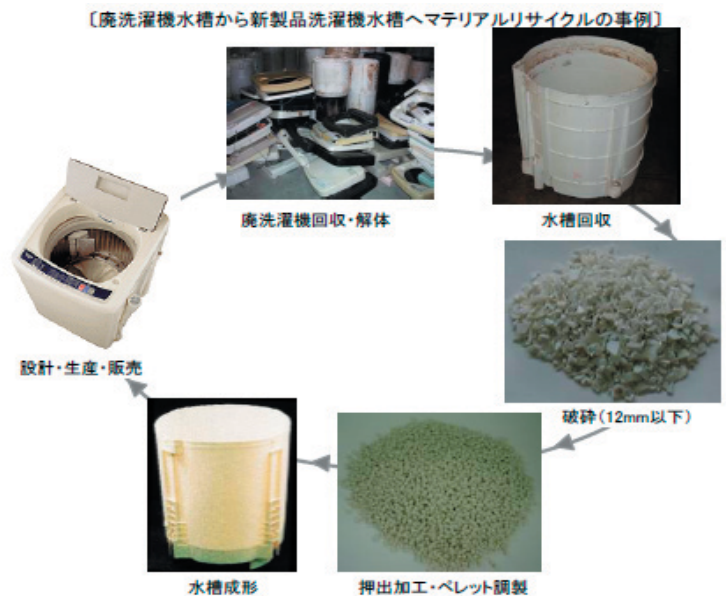 〔廃洗濯機水槽から新製品洗濯機水槽へマテリアルリサイクルの事例〕
廃洗濯機回収・解体
水槽回収
設計・生産・販売
破砕(12mm以下)
水槽成形
押出加工・ペレット調製